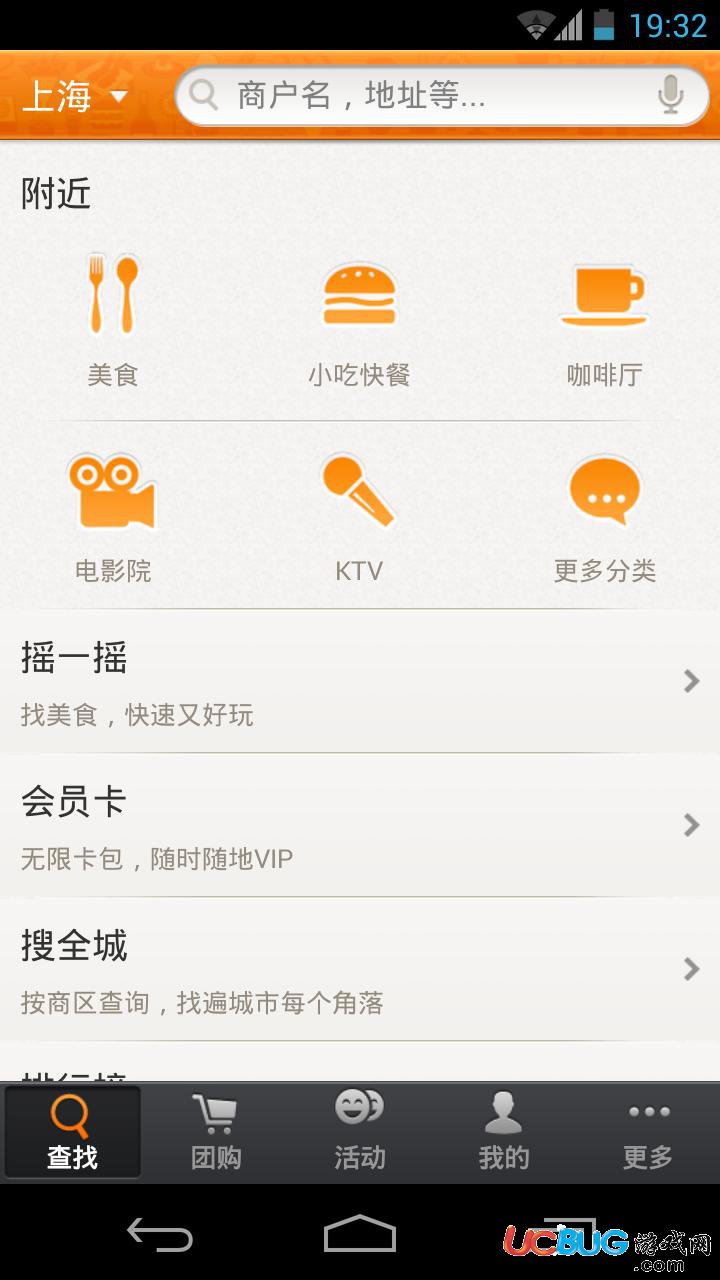 19:32
上海 商户名，地址等...
附近
美食 小吃快餐 咖啡厅
电影院 KTV 更多分类
摇一摇
找美食，快速又好玩
会员卡
无限卡包，随时随地VIP
搜全城
按商区查询，找遍城市每个角落
查找 团购 活动 我的 更多
UCBUG游戏网
.com